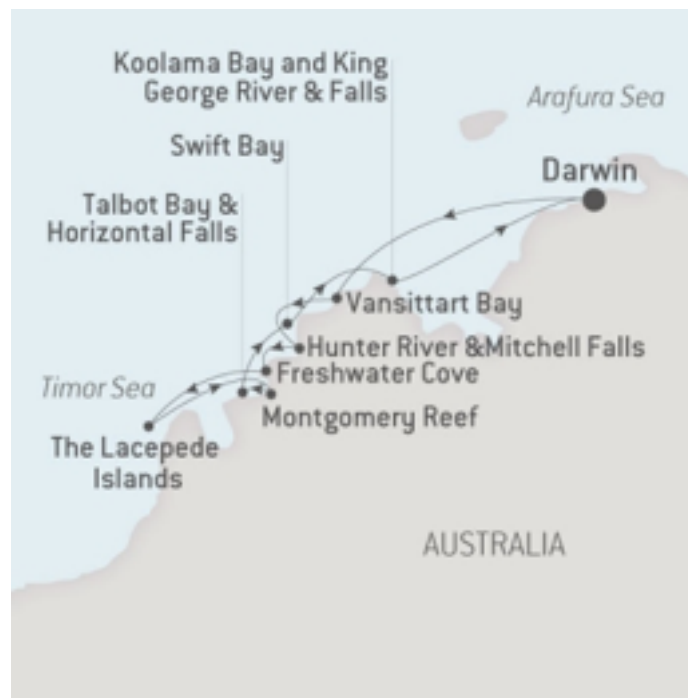 Koolama Bay and King
George River & Falls
Arafura Sea
Swift Bay
Darwin
Talbot Bay &
Horizontal Falls
Vansittart Bay
Hunter River &Mitchell Falls
Freshwater Cove
Timor Sea
Montgomery Reef
The Lacepede
Islands
AUSTRALIA